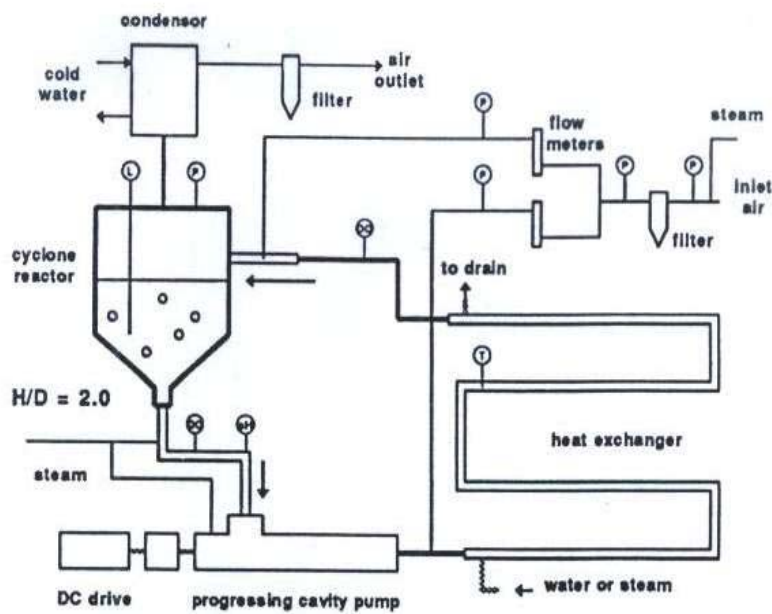 condensor
cold
water
air
outlet
filter
P
flow
meters
steam
L
P
P
P
P
inlet
air
filter
cyclone
reactor
to drain
T
H/D = 2.0
pH
heat exchanger
steam
water or steam
DC drive
progressing cavity pump